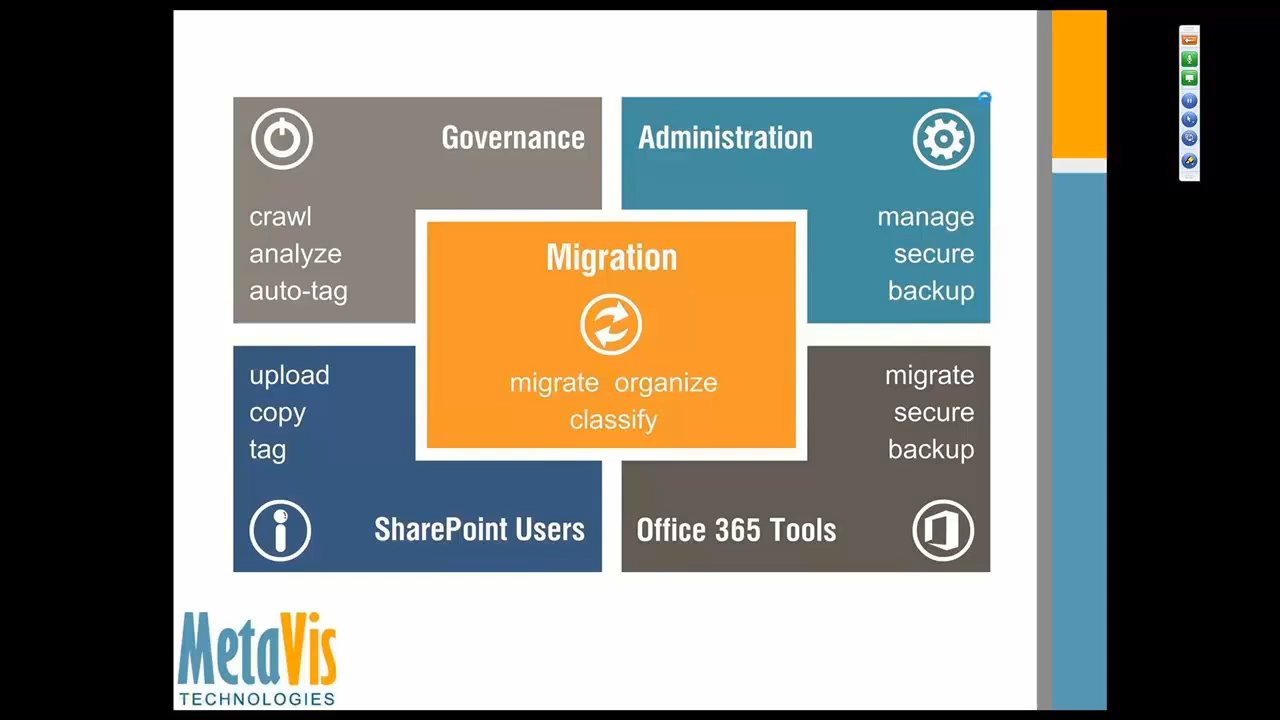 Governance
crawl
analyze
auto-tag
Administration
manage
secure
backup
Migration
migrate organize
classify
upload
copy
tag
SharePoint Users
migrate
secure
backup
Office 365 Tools
MetaVis
TECHNOLOGIES